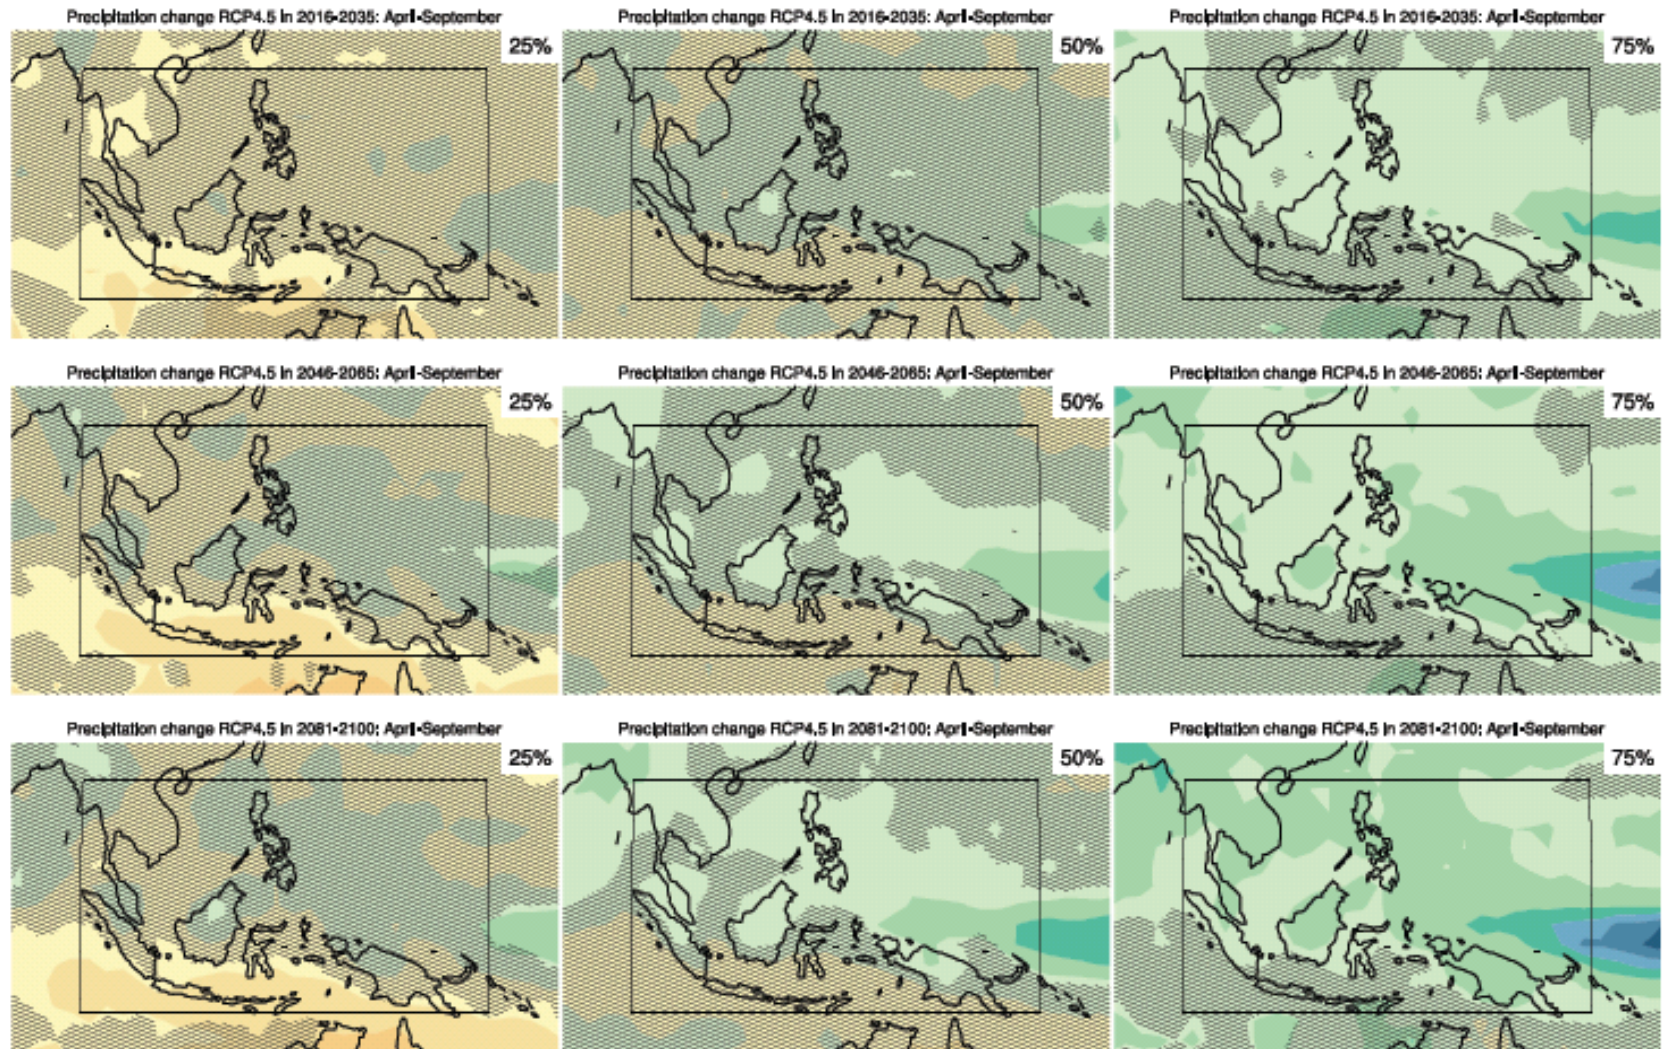 Precipitation change RCP4.5 in 2016-2035: April-September
25%
Precipitation change RCP4.5 in 2016-2035: April-September
50%
Precipitation change RCP4.5 in 2016-2035: April-September
75%
Precipitation change RCP4.5 in 2046-2065: April-September
25%
Precipitation change RCP4.5 in 2046-2065: April-September
50%
Precipitation change RCP4.5 in 2046-2065: April-September
75%
Precipitation change RCP4.5 in 2081-2100: April-September
25%
Precipitation change RCP4.5 in 2081-2100: April-September
50%
Precipitation change RCP4.5 in 2081-2100: April-September
75%